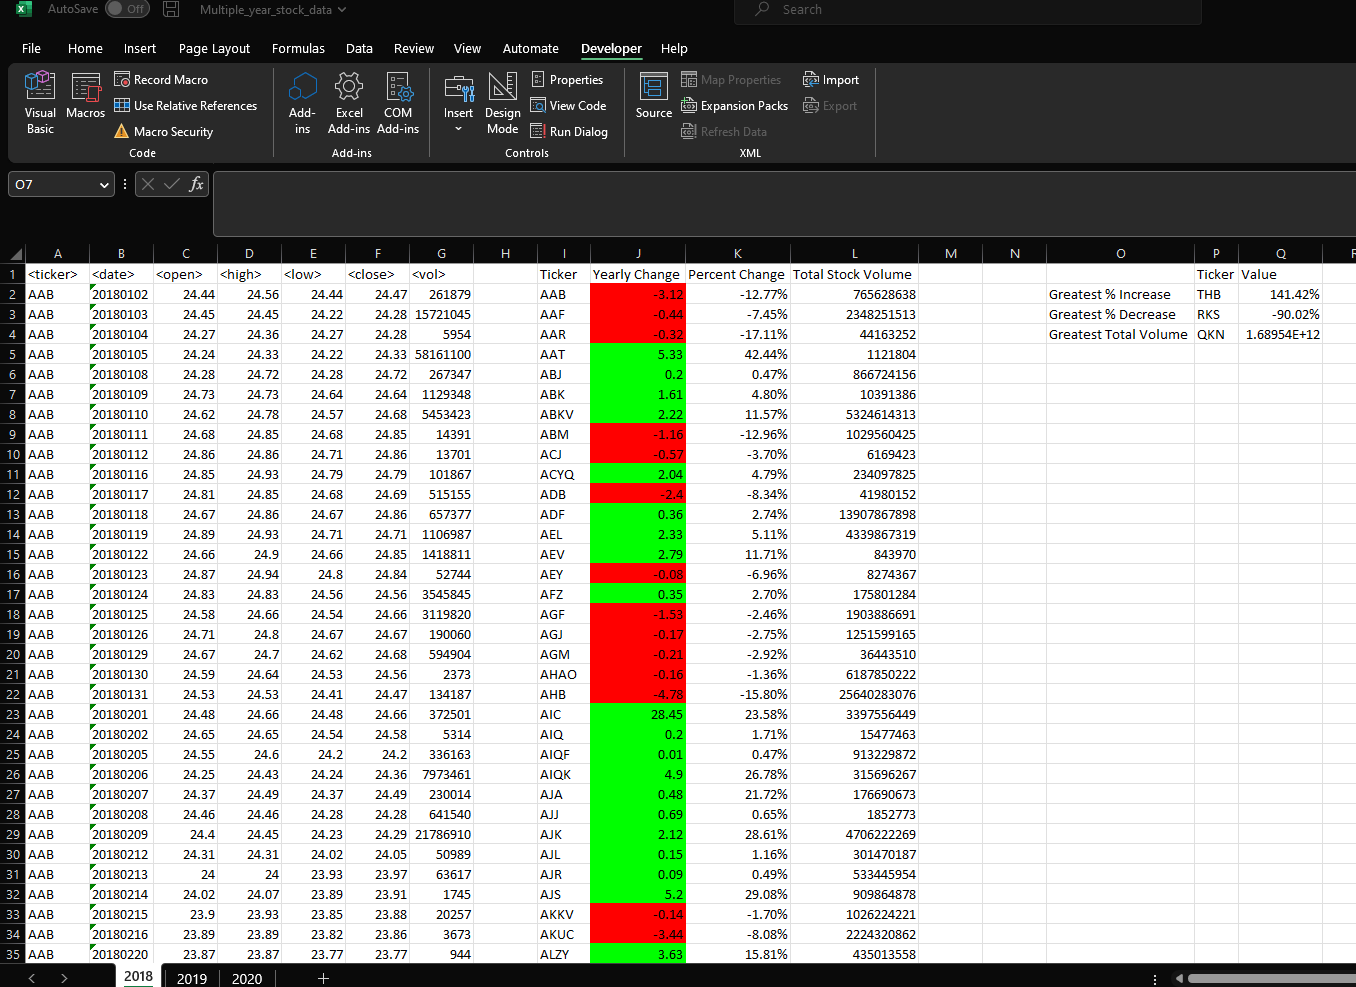 AutoSave Off Multiple_year_stock_data Search
File Home Insert Page Layout Formulas Data Review View Automate Developer Help
Visual Basic
Macros
Record Macro
Use Relative References
Macro Security
Code
Add-ins
Excel Add-ins
COM Add-ins
Add-ins
Insert
Design Mode
Properties
View Code
Run Dialog
Controls
Source
Map Properties
Expansion Packs
Refresh Data
Import
Export
XML
O7 fx
A B C D E F G H I J K L M N O P Q
1 <ticker> <date> <open> <high> <low> <close> <vol> Ticker Yearly Change Percent Change Total Stock Volume Ticker Value
2 AAB 20180102 24.44 24.56 24.44 24.47 261879 AAB -3.12 -12.77% 765628638 Greatest % Increase THB 141.42%
3 AAB 20180103 24.45 24.45 24.22 24.28 15721045 AAF -0.44 -7.45% 2348251513 Greatest % Decrease RKS -90.02%
4 AAB 20180104 24.27 24.36 24.27 24.28 5954 AAR -0.32 -17.11% 44163252 Greatest Total Volume QKN 1.68954E+12
5 AAB 20180105 24.24 24.33 24.22 24.33 58161100 AAT 5.33 42.44% 1121804
6 AAB 20180108 24.28 24.72 24.28 24.72 267347 ABJ 0.2 0.47% 866724156
7 AAB 20180109 24.73 24.73 24.64 24.64 1129348 ABK 1.61 4.80% 10391386
8 AAB 20180110 24.62 24.78 24.57 24.68 5453423 ABKV 2.22 11.57% 5324614313
9 AAB 20180111 24.68 24.85 24.68 24.85 14391 ABM -1.16 -12.96% 1029560425
10 AAB 20180112 24.86 24.86 24.71 24.86 13701 ACJ -0.57 -3.70% 6169423
11 AAB 20180116 24.85 24.93 24.79 24.79 101867 ACYQ 2.04 4.79% 234097825
12 AAB 20180117 24.81 24.85 24.68 24.69 515155 ADB -2.4 -8.34% 41980152
13 AAB 20180118 24.67 24.86 24.67 24.86 657377 ADF 0.36 2.74% 13907867898
14 AAB 20180119 24.89 24.93 24.71 24.71 1106987 AEL 2.33 5.11% 4339867319
15 AAB 20180122 24.66 24.9 24.66 24.85 1418811 AEV 2.79 11.71% 843970
16 AAB 20180123 24.87 24.94 24.8 24.84 52744 AEY -0.08 -6.96% 8274367
17 AAB 20180124 24.83 24.83 24.56 24.56 3545845 AFZ 0.35 2.70% 175801284
18 AAB 20180125 24.58 24.66 24.54 24.66 3119820 AGF -1.53 -2.46% 1903886691
19 AAB 20180126 24.71 24.8 24.67 24.67 190060 AGJ -0.17 -2.75% 1251599165
20 AAB 20180129 24.67 24.7 24.62 24.68 594904 AGM -0.21 -2.92% 36443510
21 AAB 20180130 24.59 24.64 24.53 24.56 2373 AHAO -0.16 -1.36% 6187850222
22 AAB 20180131 24.53 24.53 24.41 24.47 134187 AHB -4.78 -15.80% 25640283076
23 AAB 20180201 24.48 24.66 24.48 24.66 372501 AIC 28.45 23.58% 3397556449
24 AAB 20180202 24.65 24.65 24.54 24.58 5314 AIQ 0.2 1.71% 15477463
25 AAB 20180205 24.55 24.6 24.2 24.2 336163 AIQF 0.01 0.47% 913229872
26 AAB 20180206 24.25 24.43 24.24 24.36 7973461 AIQK 4.9 26.78% 315696267
27 AAB 20180207 24.37 24.49 24.37 24.49 230014 AJA 0.48 21.72% 176690673
28 AAB 20180208 24.46 24.46 24.28 24.28 641540 AJJ 0.69 0.65% 1852773
29 AAB 20180209 24.4 24.45 24.23 24.29 21786910 AJK 2.12 28.61% 4706222269
30 AAB 20180212 24.31 24.31 24.02 24.05 50989 AJL 0.15 1.16% 301470187
31 AAB 20180213 24 24 23.93 23.97 63617 AJR 0.09 0.49% 533445954
32 AAB 20180214 24.02 24.07 23.89 23.91 1745 AJS 5.2 29.08% 909864878
33 AAB 20180215 23.9 23.93 23.85 23.88 20257 AKKV -0.14 -1.70% 1026224221
34 AAB 20180216 23.89 23.89 23.82 23.86 3673 AKUC -3.44 -8.08% 2224320862
35 AAB 20180220 23.87 23.87 23.77 23.77 944 ALZY 3.63 15.81% 435013558
2018 2019 2020 +